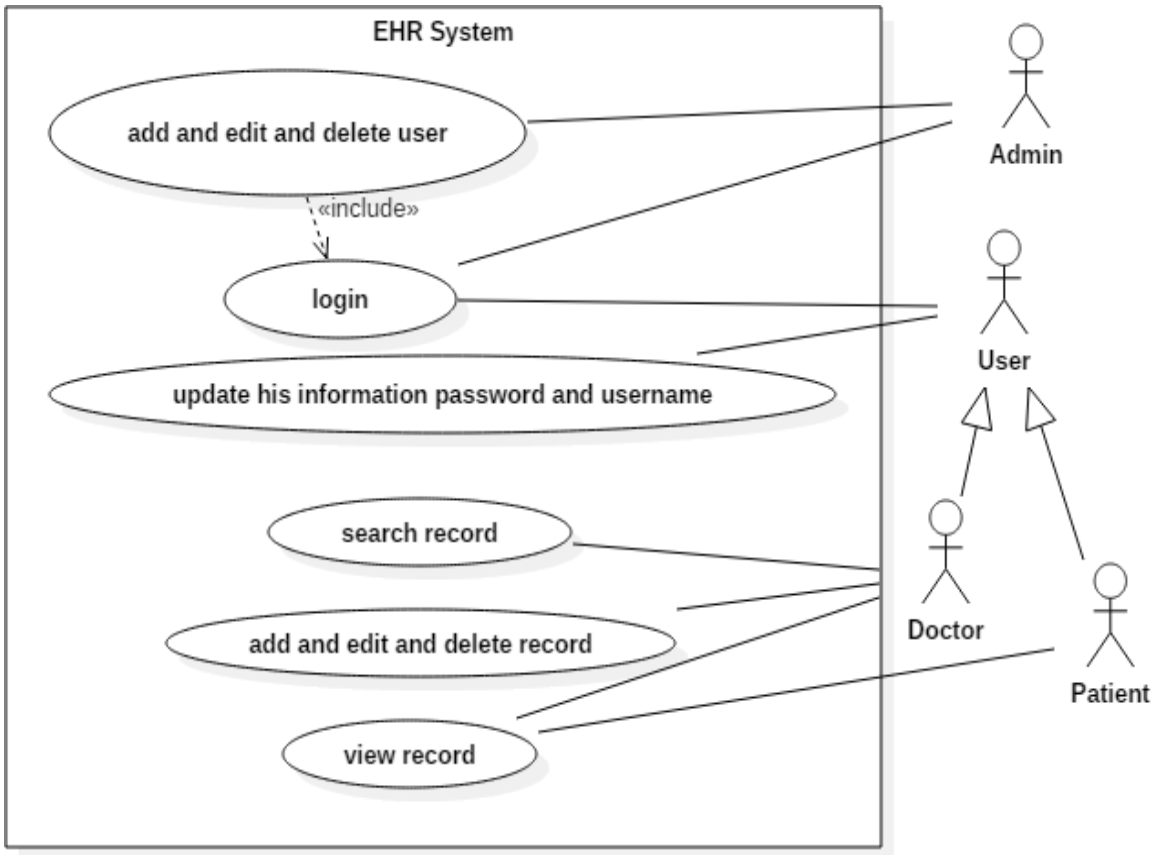 EHR System
add and edit and delete user
Admin
«include»
login
User
update his information password and username
search record
add and edit and delete record
Doctor
Patient
view record